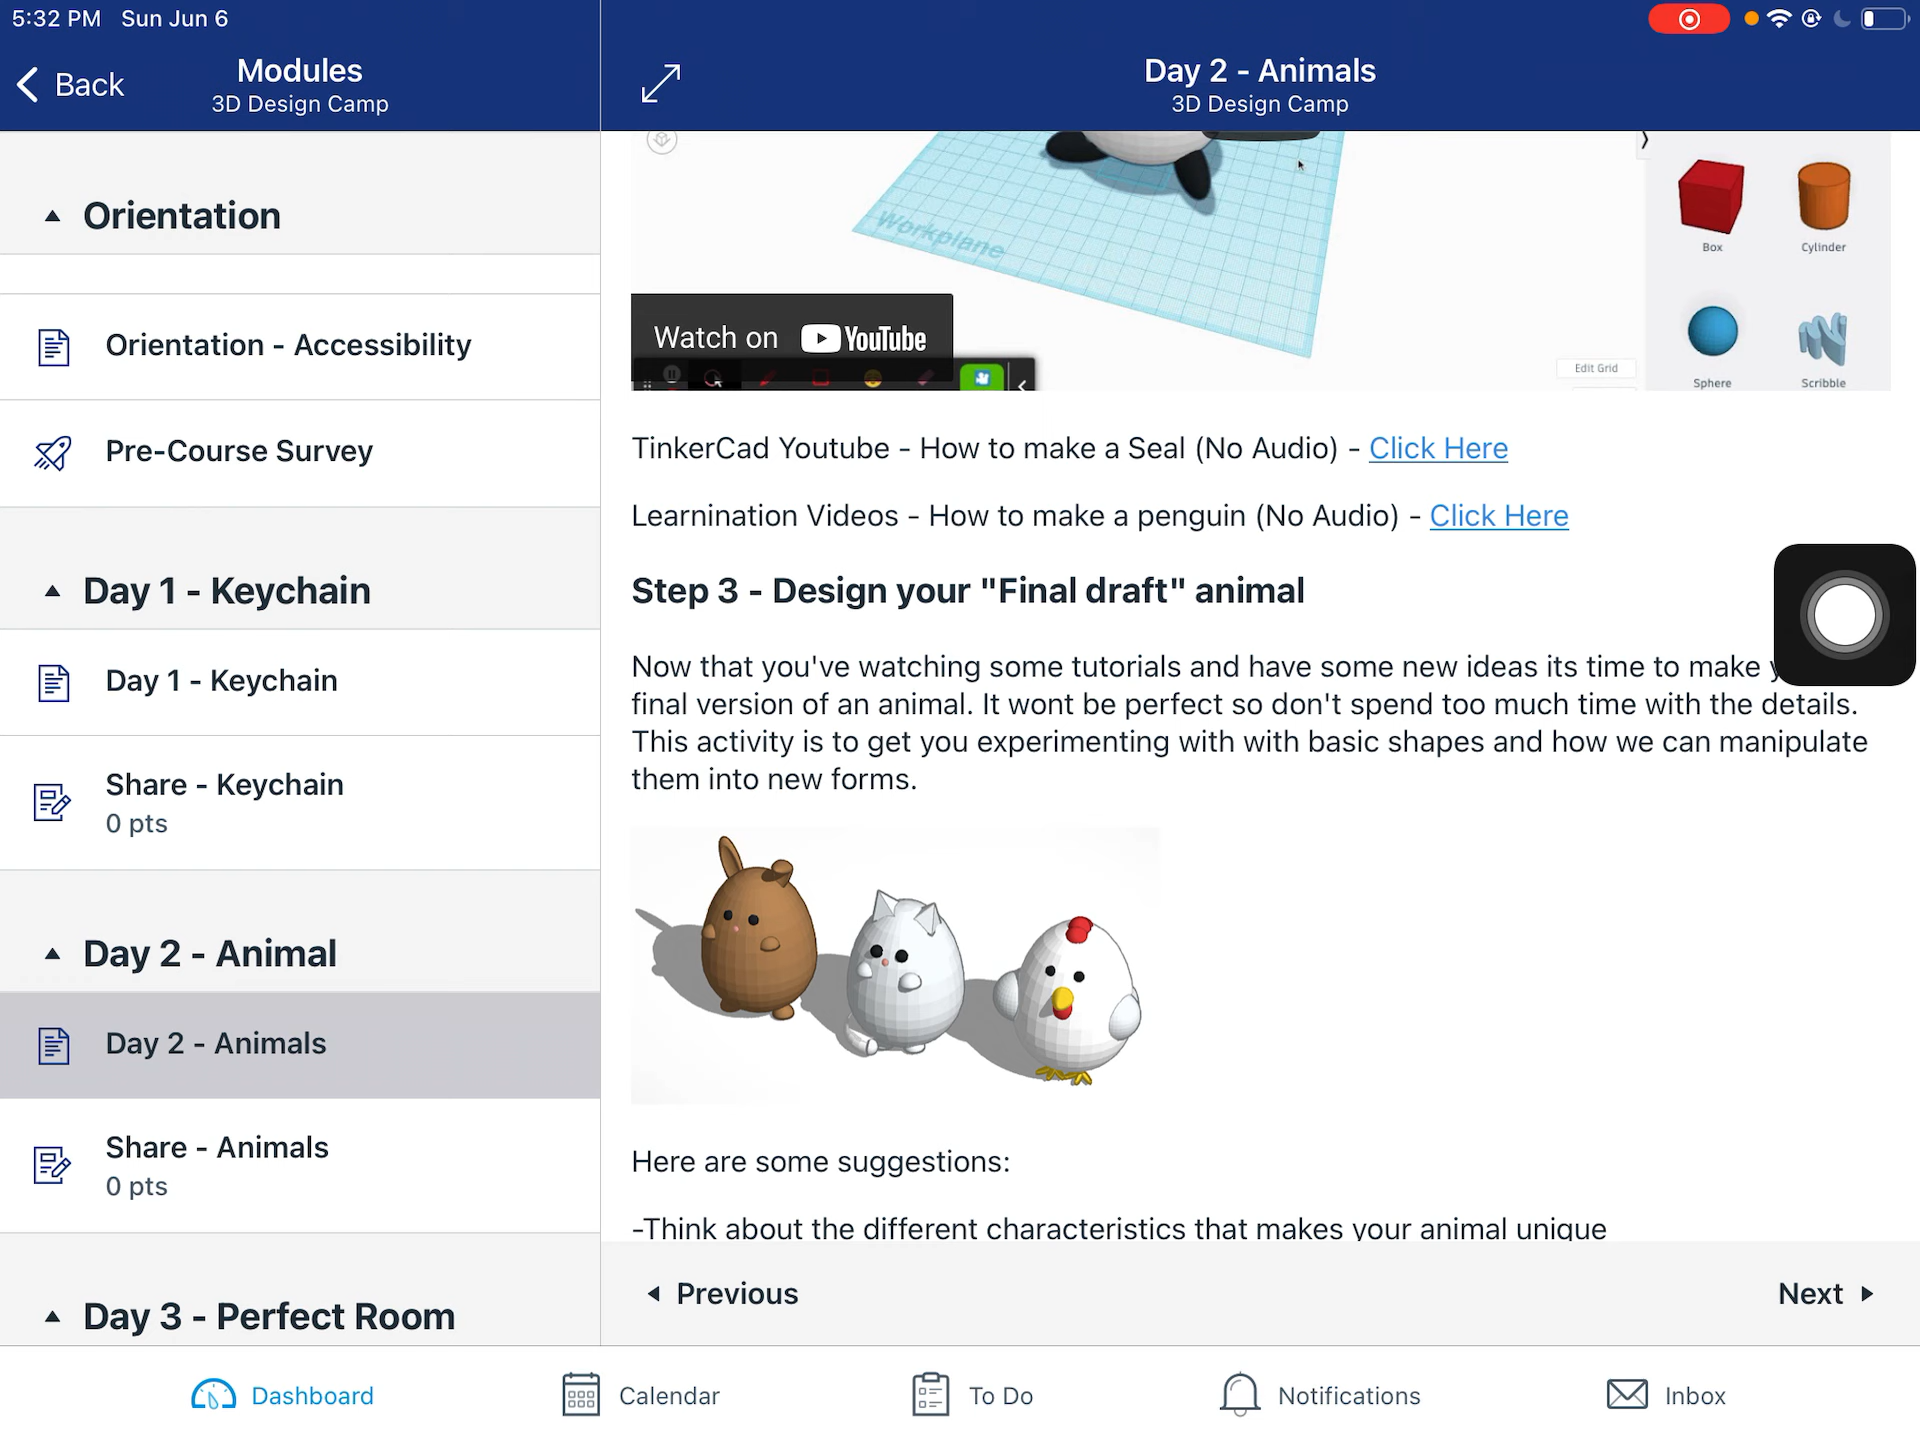 5:32 PM Sun Jun 6
Back
Modules
3D Design Camp
Day 2 - Animals
3D Design Camp
Orientation
Orientation - Accessibility
Pre-Course Survey
Day 1 - Keychain
Day 1 - Keychain
Share - Keychain
0 pts
Day 2 - Animal
Day 2 - Animals
Share - Animals
0 pts
Day 3 - Perfect Room
Workplane
Box
Cylinder
Sphere
Scribble
Edit Grid
Watch on YouTube
TinkerCad Youtube - How to make a Seal (No Audio) - Click Here
Learnination Videos - How to make a penguin (No Audio) - Click Here
Step 3 - Design your "Final draft" animal
Now that you've watching some tutorials and have some new ideas its time to make
final version of an animal. It wont be perfect so don't spend too much time with the details.
This activity is to get you experimenting with with basic shapes and how we can manipulate
them into new forms.
Here are some suggestions:
-Think about the different characteristics that makes your animal unique
Previous
Next
Dashboard
Calendar
To Do
Notifications
Inbox